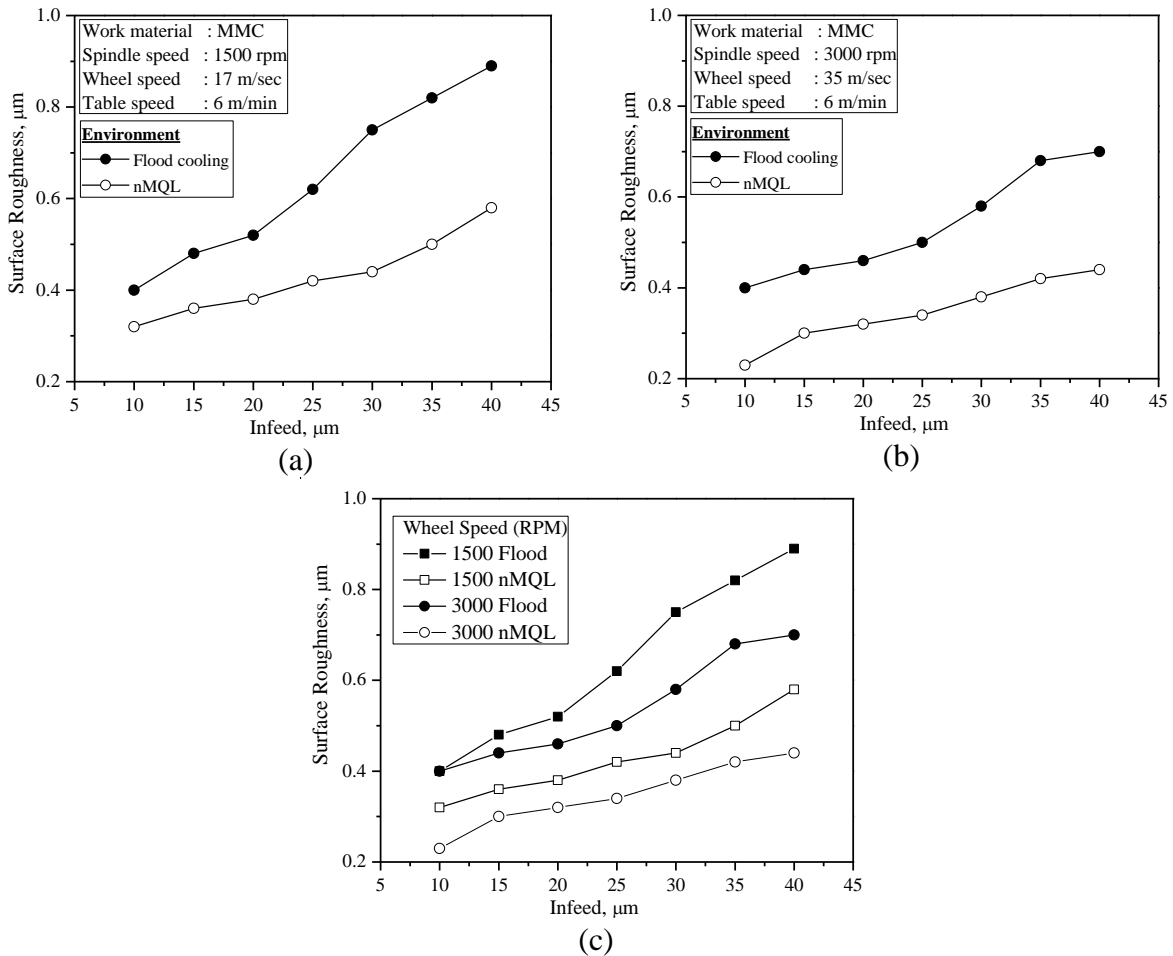 (a)
Work material : MMC
Spindle speed : 1500 rpm
Wheel speed : 17 m/sec
Table speed : 6 m/min
Environment
Flood cooling
nMQL
Surface Roughness, μm
1.0
0.8
0.6
0.4
0.2
5 10 15 20 25 30 35 40 45
Infeed, μm
(a)
Work material : MMC
Spindle speed : 3000 rpm
Wheel speed : 35 m/sec
Table speed : 6 m/min
Environment
Flood cooling
nMQL
Surface Roughness, μm
1.0
0.8
0.6
0.4
0.2
5 10 15 20 25 30 35 40 45
Infeed, μm
(b)
Wheel Speed (RPM)
1500 Flood
1500 nMQL
3000 Flood
3000 nMQL
Surface Roughness, μm
1.0
0.8
0.6
0.4
0.2
5 10 15 20 25 30 35 40 45
Infeed, μm
(c)